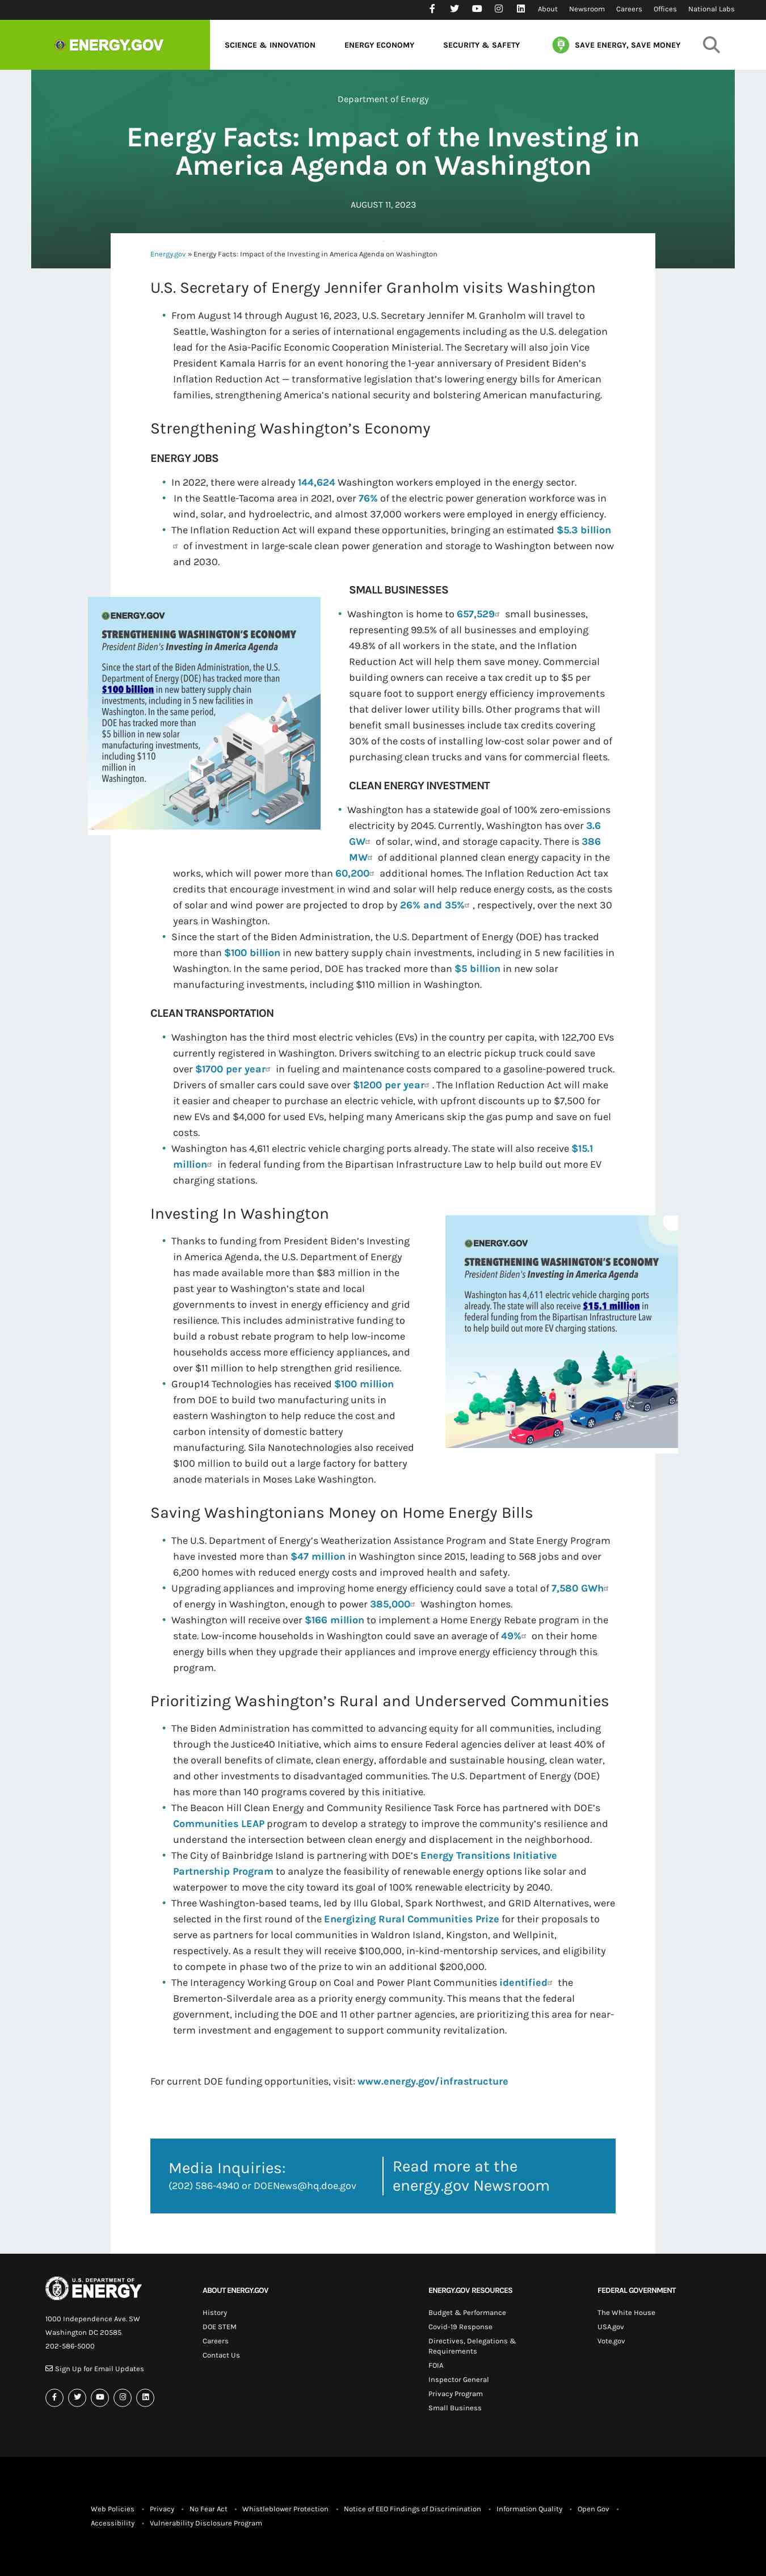 About Newsroom Careers Offices National Labs
ENERGY.GOV
SCIENCE & INNOVATION ENERGY ECONOMY SECURITY & SAFETY SAVE ENERGY, SAVE MONEY
Department of Energy
Energy Facts: Impact of the Investing in
America Agenda on Washington
AUGUST 11, 2023
Energy.gov » Energy Facts: Impact of the Investing in America Agenda on Washington
U.S. Secretary of Energy Jennifer Granholm visits Washington
• From August 14 through August 16, 2023, U.S. Secretary Jennifer M. Granholm will travel to
Seattle, Washington for a series of international engagements including as the U.S. delegation
lead for the Asia-Pacific Economic Cooperation Ministerial. The Secretary will also join Vice
President Kamala Harris for an event honoring the 1-year anniversary of President Biden's
Inflation Reduction Act — transformative legislation that's lowering energy bills for American
families, strengthening America's national security and bolstering American manufacturing.
Strengthening Washington's Economy
ENERGY JOBS
• In 2022, there were already 144,624 Washington workers employed in the energy sector.
• In the Seattle-Tacoma area in 2021, over 76% of the electric power generation workforce was in
wind, solar, and hydroelectric, and almost 37,000 workers were employed in energy efficiency.
• The Inflation Reduction Act will expand these opportunities, bringing an estimated $5.3 billion
of investment in large-scale clean power generation and storage to Washington between now
and 2030.
ENERGY.GOV
STRENGTHENING WASHINGTON'S ECONOMY
President Biden's Investing in America Agenda
Since the start of the Biden Administration, the U.S.
Department of Energy (DOE) has tracked more than
$100 billion in new battery supply chain
investments, including in 5 new facilities in
Washington. In the same period,
DOE has tracked more than
$5 billion in new solar
manufacturing investments,
including $110
million in
Washington.
SMALL BUSINESSES
• Washington is home to 657,529 small businesses,
representing 99.5% of all businesses and employing
49.8% of all workers in the state, and the Inflation
Reduction Act will help them save money. Commercial
building owners can receive a tax credit up to $5 per
square foot to support energy efficiency improvements
that deliver lower utility bills. Other programs that will
benefit small businesses include tax credits covering
30% of the costs of installing low-cost solar power and of
purchasing clean trucks and vans for commercial fleets.
CLEAN ENERGY INVESTMENT
• Washington has a statewide goal of 100% zero-emissions
electricity by 2045. Currently, Washington has over 3.6
GW of solar, wind, and storage capacity. There is 386
MW of additional planned clean energy capacity in the
works, which will power more than 60,200 additional homes. The Inflation Reduction Act tax
credits that encourage investment in wind and solar will help reduce energy costs, as the costs
of solar and wind power are projected to drop by 26% and 35% , respectively, over the next 30
years in Washington.
• Since the start of the Biden Administration, the U.S. Department of Energy (DOE) has tracked
more than $100 billion in new battery supply chain investments, including in 5 new facilities in
Washington. In the same period, DOE has tracked more than $5 billion in new solar
manufacturing investments, including $110 million in Washington.
CLEAN TRANSPORTATION
• Washington has the third most electric vehicles (EVs) in the country per capita, with 122,700 EVs
currently registered in Washington. Drivers switching to an electric pickup truck could save
over $1700 per year in fueling and maintenance costs compared to a gasoline-powered truck.
Drivers of smaller cars could save over $1200 per year . The Inflation Reduction Act will make
it easier and cheaper to purchase an electric vehicle, with upfront discounts up to $7,500 for
new EVs and $4,000 for used EVs, helping many Americans skip the gas pump and save on fuel
costs.
• Washington has 4,611 electric vehicle charging ports already. The state will also receive $15.1
million in federal funding from the Bipartisan Infrastructure Law to help build out more EV
charging stations.
Investing In Washington
• Thanks to funding from President Biden's Investing
in America Agenda, the U.S. Department of Energy
has made available more than $83 million in the
past year to Washington's state and local
governments to invest in energy efficiency and grid
resilience. This includes administrative funding to
build a robust rebate program to help low-income
households access more efficiency appliances, and
over $11 million to help strengthen grid resilience.
• Group14 Technologies has received $100 million
from DOE to build two manufacturing units in
eastern Washington to help reduce the cost and
carbon intensity of domestic battery
manufacturing. Sila Nanotechnologies also received
$100 million to build out a large factory for battery
anode materials in Moses Lake Washington.
ENERGY.GOV
STRENGTHENING WASHINGTON'S ECONOMY
President Biden's Investing in America Agenda
Washington has 4,611 electric vehicle charging ports
already. The state will also receive $15.1 million in
federal funding from the Bipartisan Infrastructure Law
to help build out more EV charging stations.
Saving Washingtonians Money on Home Energy Bills
• The U.S. Department of Energy's Weatherization Assistance Program and State Energy Program
have invested more than $47 million in Washington since 2015, leading to 568 jobs and over
6,200 homes with reduced energy costs and improved health and safety.
• Upgrading appliances and improving home energy efficiency could save a total of 7,580 GWh
of energy in Washington, enough to power 385,000 Washington homes.
• Washington will receive over $166 million to implement a Home Energy Rebate program in the
state. Low-income households in Washington could save an average of 49% on their home
energy bills when they upgrade their appliances and improve energy efficiency through this
program.
Prioritizing Washington's Rural and Underserved Communities
• The Biden Administration has committed to advancing equity for all communities, including
through the Justice40 Initiative, which aims to ensure Federal agencies deliver at least 40% of
the overall benefits of climate, clean energy, affordable and sustainable housing, clean water,
and other investments to disadvantaged communities. The U.S. Department of Energy (DOE)
has more than 140 programs covered by this initiative.
• The Beacon Hill Clean Energy and Community Resilience Task Force has partnered with DOE's
Communities LEAP program to develop a strategy to improve the community's resilience and
understand the intersection between clean energy and displacement in the neighborhood.
• The City of Bainbridge Island is partnering with DOE's Energy Transitions Initiative
Partnership Program to analyze the feasibility of renewable energy options like solar and
waterpower to move the city toward its goal of 100% renewable electricity by 2040.
• Three Washington-based teams, led by Illu Global, Spark Northwest, and GRID Alternatives, were
selected in the first round of the Energizing Rural Communities Prize for their proposals to
serve as partners for local communities in Waldron Island, Kingston, and Wellpinit,
respectively. As a result they will receive $100,000, in-kind-mentorship services, and eligibility
to compete in phase two of the prize to win an additional $200,000.
• The Interagency Working Group on Coal and Power Plant Communities identified the
Bremerton-Silverdale area as a priority energy community. This means that the federal
government, including the DOE and 11 other partner agencies, are prioritizing this area for near-
term investment and engagement to support community revitalization.
For current DOE funding opportunities, visit: www.energy.gov/infrastructure
Media Inquiries:
(202) 586-4940 or DOENews@hq.doe.gov
Read more at the
energy.gov Newsroom
U.S. DEPARTMENT OF
ENERGY
1000 Independence Ave. SW
Washington DC 20585
202-586-5000
Sign Up for Email Updates
ABOUT ENERGY.GOV
History
DOE STEM
Careers
Contact Us
ENERGY.GOV RESOURCES
Budget & Performance
Covid-19 Response
Directives, Delegations &
Requirements
FOIA
Inspector General
Privacy Program
Small Business
FEDERAL GOVERNMENT
The White House
USA.gov
Vote.gov
Web Policies • Privacy • No Fear Act • Whistleblower Protection • Notice of EEO Findings of Discrimination • Information Quality • Open Gov •
Accessibility • Vulnerability Disclosure Program